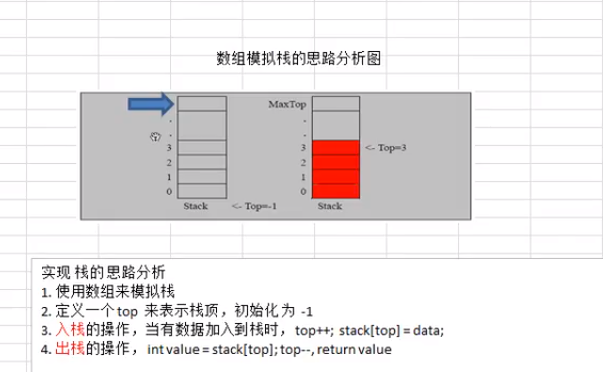 数组模拟栈的思路分析图
MaxTop
3
3
<- Top=3
2
2
1
1
0
0
Stack
<- Top=-1
Stack
实现 栈的思路分析
1. 使用数组来模拟栈
2. 定义一个 top 来表示栈顶，初始化为 -1
3. 入栈的操作，当有数据加入到栈时，top++; stack[top] = data;
4. 出栈的操作， int value = stack[top]; top--, return value